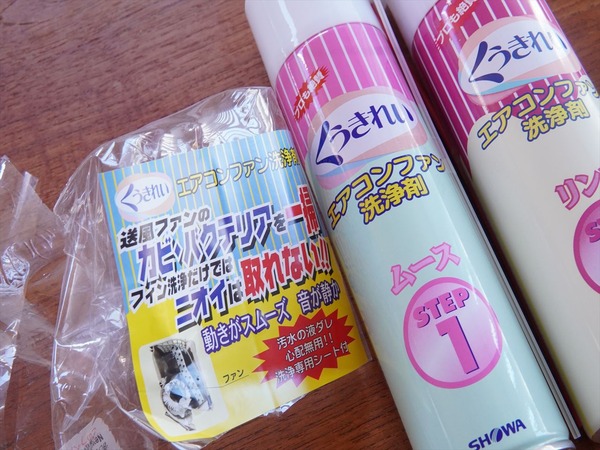 くうきれい
エアコンファン洗浄剤
送風ファンの
カビ・バクテリアを一掃
フィン洗浄だけでは
ニオイは取れない!!
動きがスムーズ 音が静か
汚水の液ダレ
心配無用!!
洗浄専用シート付
ファン
プロも絶賛
くうきれい
エアコンファン
洗浄剤
ムース
STEP
1
SHOWA
プロも絶賛
くうきれい
エアコンファン
洗浄剤
リンス